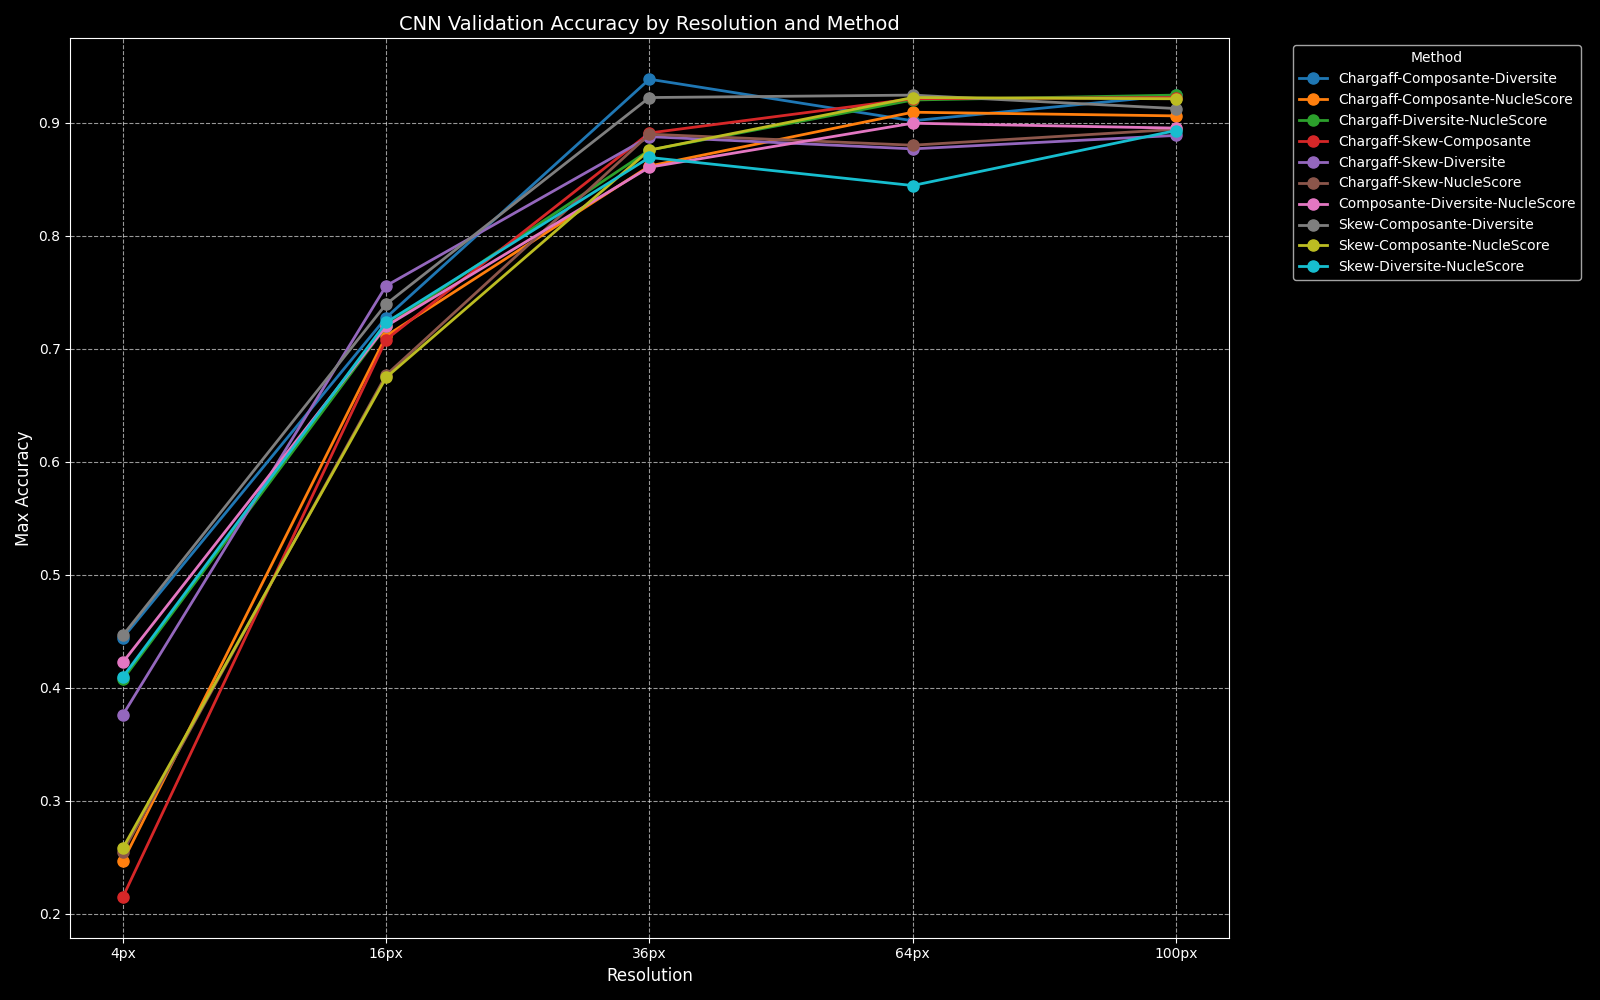 CNN Validation Accuracy by Resolution and Method
Max Accuracy
0.9
0.8
0.7
0.6
0.5
0.4
0.3
0.2
4px
16px
36px
64px
100px
Resolution
Method
Chargaff-Composante-Diversite
Chargaff-Composante-NucleScore
Chargaff-Diversite-NucleScore
Chargaff-Skew-Composante
Chargaff-Skew-Diversite
Chargaff-Skew-NucleScore
Composante-Diversite-NucleScore
Skew-Composante-Diversite
Skew-Composante-NucleScore
Skew-Diversite-NucleScore